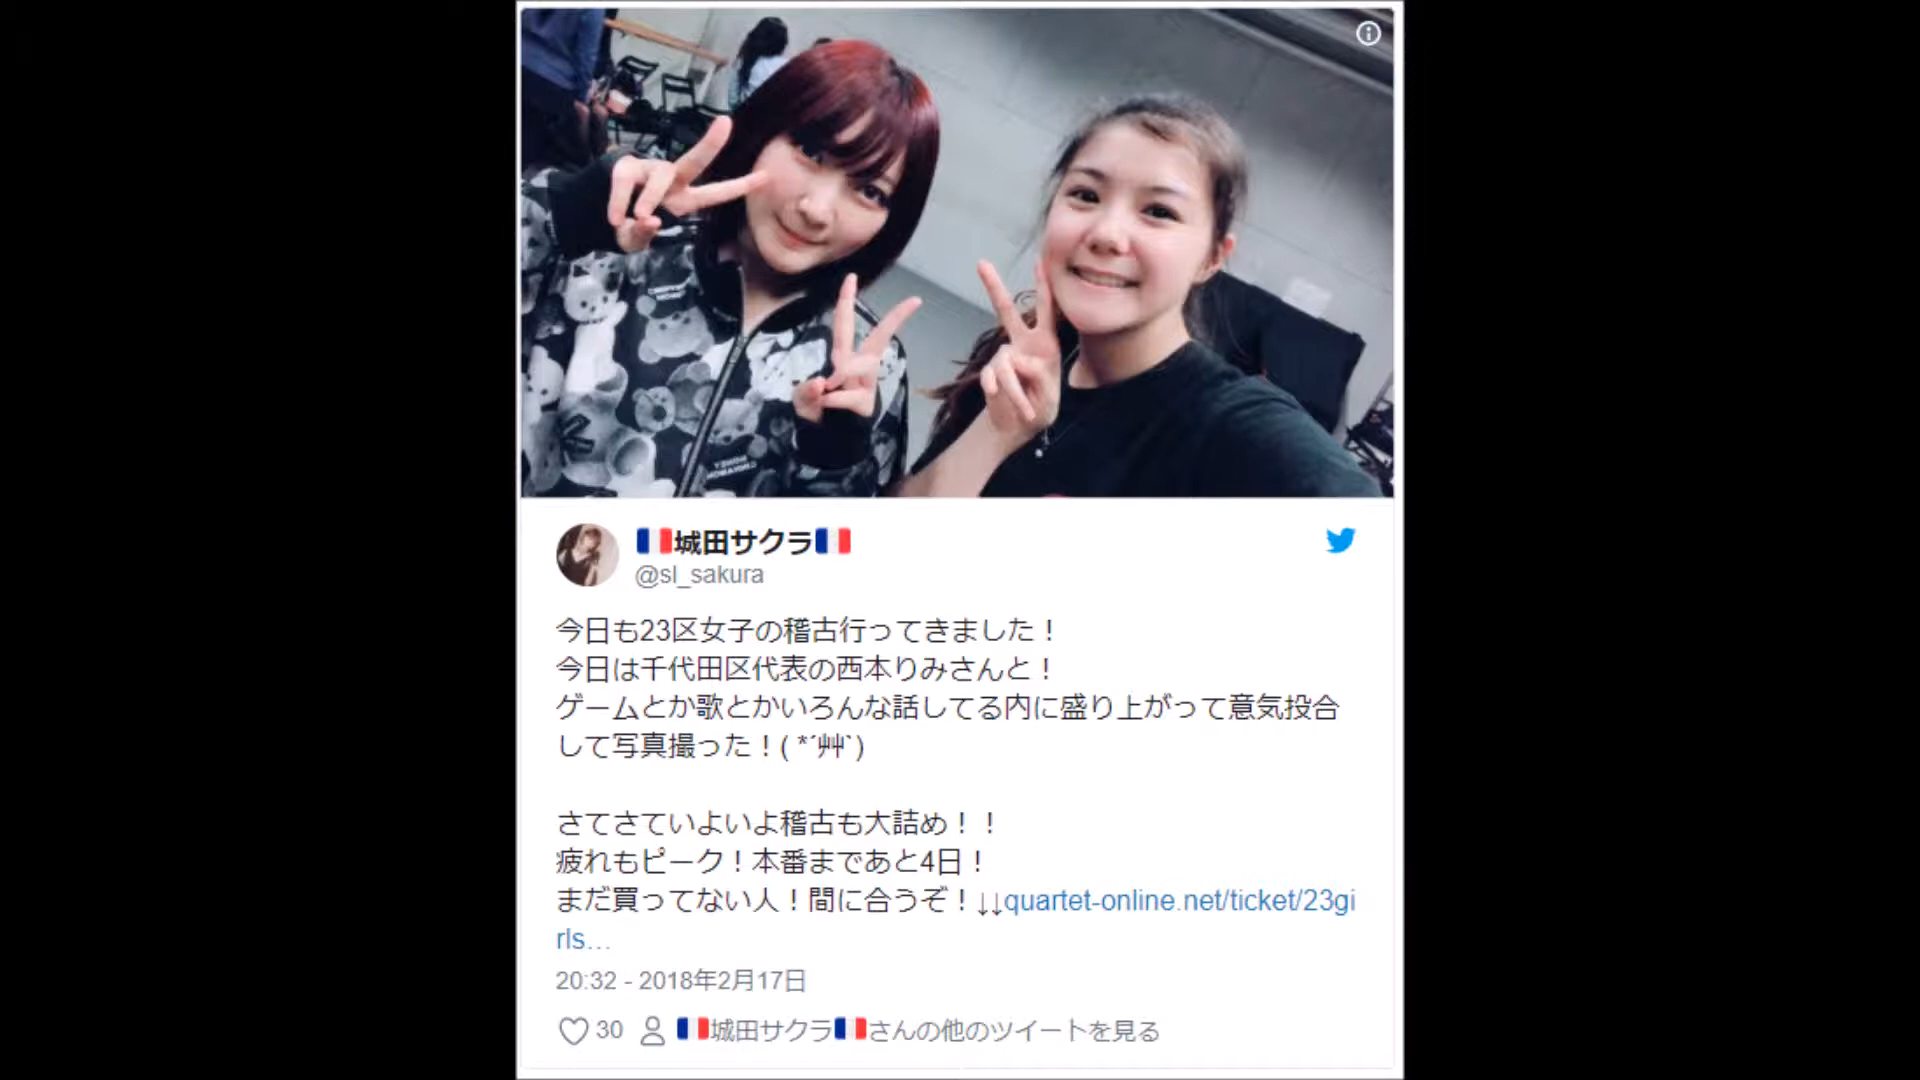 🇫🇷城田サクラ🇫🇷
@sl_sakura
今日も23区女子の稽古行ってきました！
今日は千代田区代表の西本りみさんと！
ゲームとか歌とかいろんな話してる内に盛り上がって意気投合
して写真撮った！( *´艸`)
さてさていよいよ稽古も大詰め！！
疲れもピーク！本番まであと4日！
まだ買ってない人！間に合うぞ！↓↓quartet-online.net/ticket/23gi
rls…
20:32 - 2018年2月17日
30 🇫🇷城田サクラ🇫🇷さんの他のツイートを見る